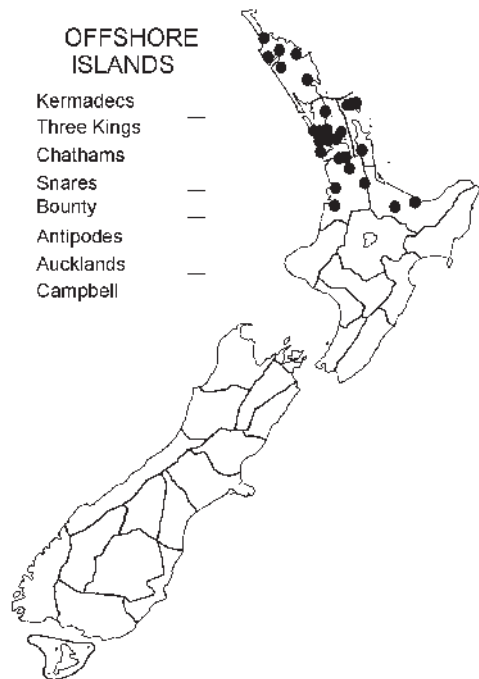 OFFSHORE
ISLANDS
Kermadecs
Three Kings
Chathams
Snares
Bounty
Antipodes
Aucklands
Campbell